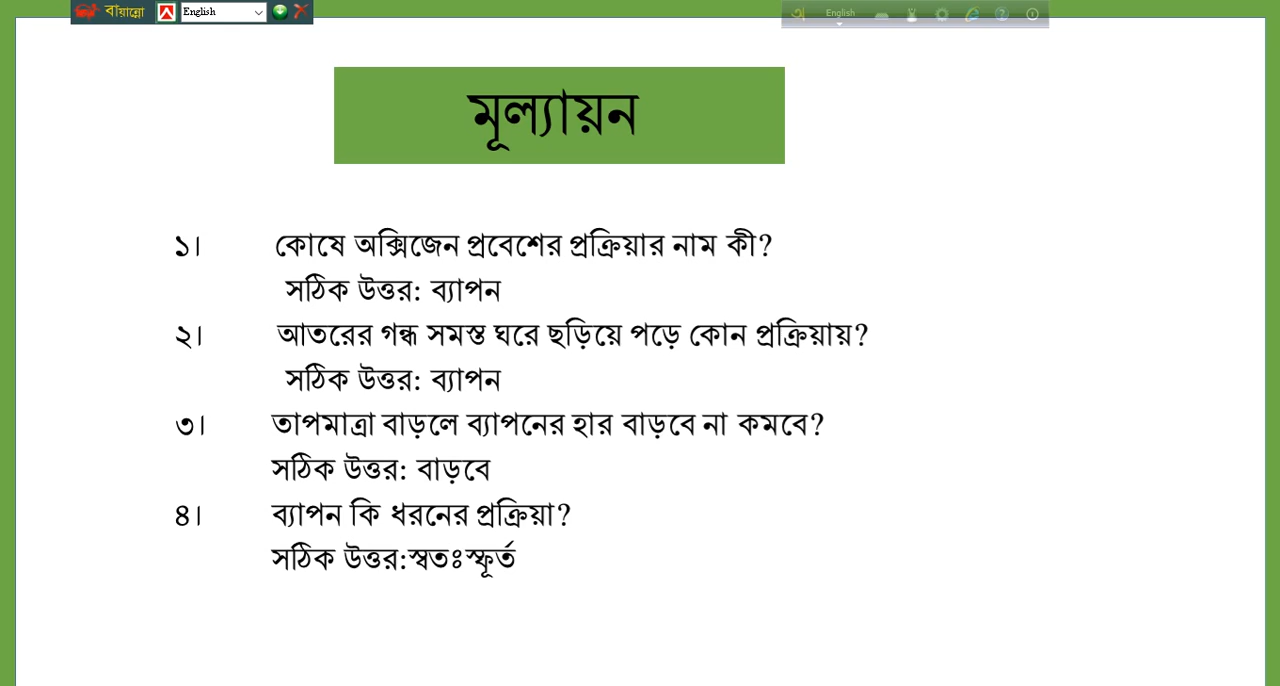 বাঁয়ান্নো English
অ English
মূল্যায়ন
১। কোষে অক্সিজেন প্রবেশের প্রক্রিয়ার নাম কী?
সঠিক উত্তর: ব্যাপন
২। আতরের গন্ধ সমস্ত ঘরে ছড়িয়ে পড়ে কোন প্রক্রিয়ায়?
সঠিক উত্তর: ব্যাপন
৩। তাপমাত্রা বাড়লে ব্যাপনের হার বাড়বে না কমবে?
সঠিক উত্তর: বাড়বে
৪। ব্যাপন কি ধরনের প্রক্রিয়া?
সঠিক উত্তর:স্বতঃস্ফূর্ত